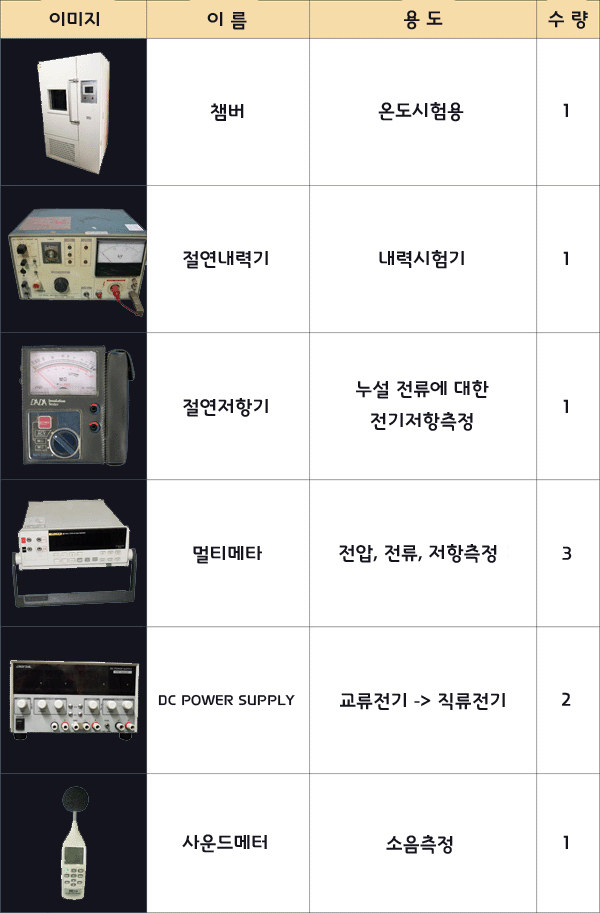 이미지 이 름 용 도 수 량
챔버 온도시험용 1
절연내력기 내력시험기 1
절연저항기 누설 전류에 대한
전기저항측정 1
멀티메타 전압, 전류, 저항측정 3
DC POWER SUPPLY 교류전기 -> 직류전기 2
사운드메터 소음측정 1